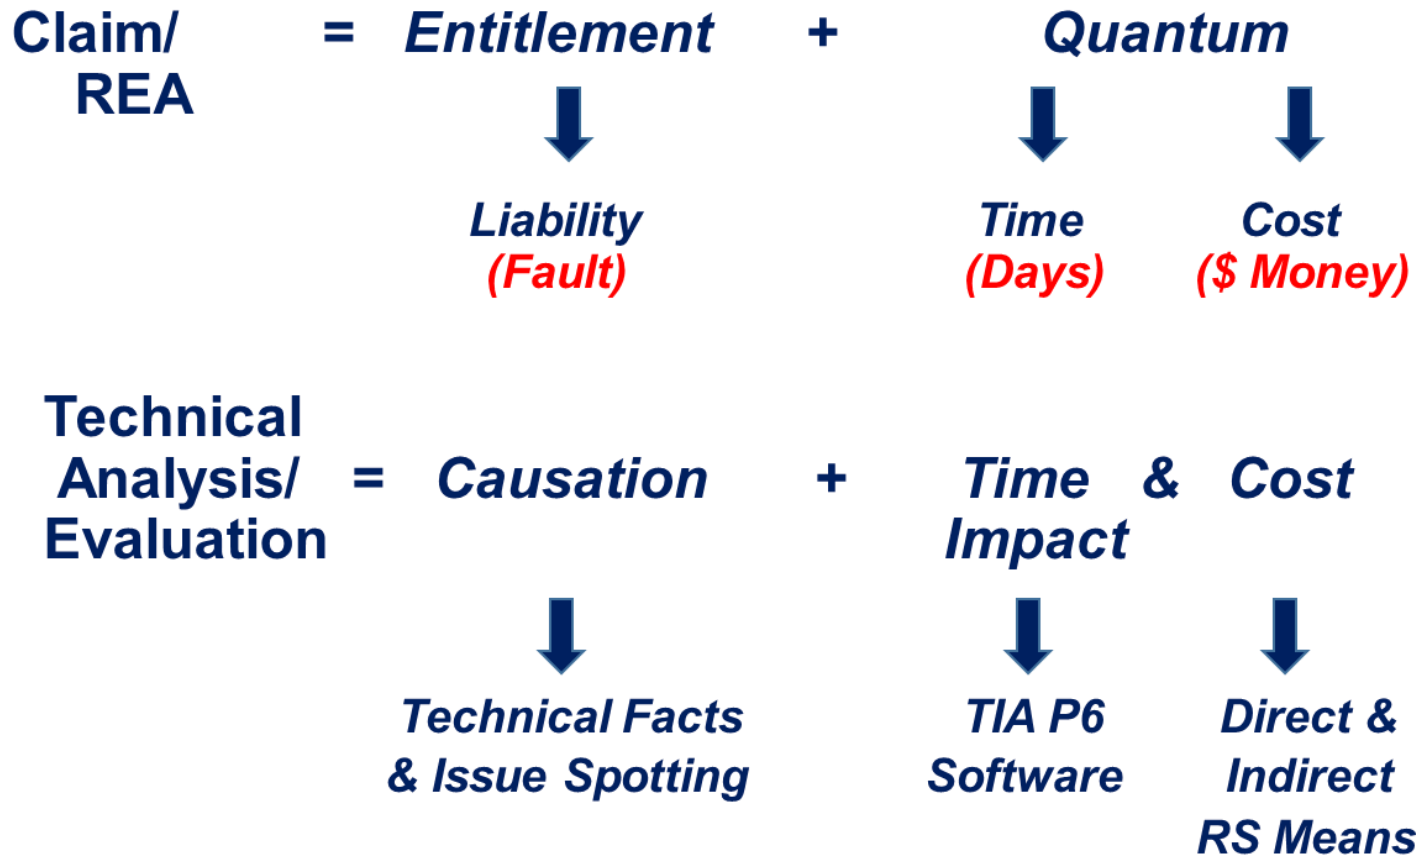 Claim/ = Entitlement + Quantum
REA
Liability Time Cost
(Fault) (Days) ($ Money)
Technical
Analysis/ = Causation + Time & Cost
Evaluation Impact
Technical Facts TIA P6 Direct &
& Issue Spotting Software Indirect
RS Means